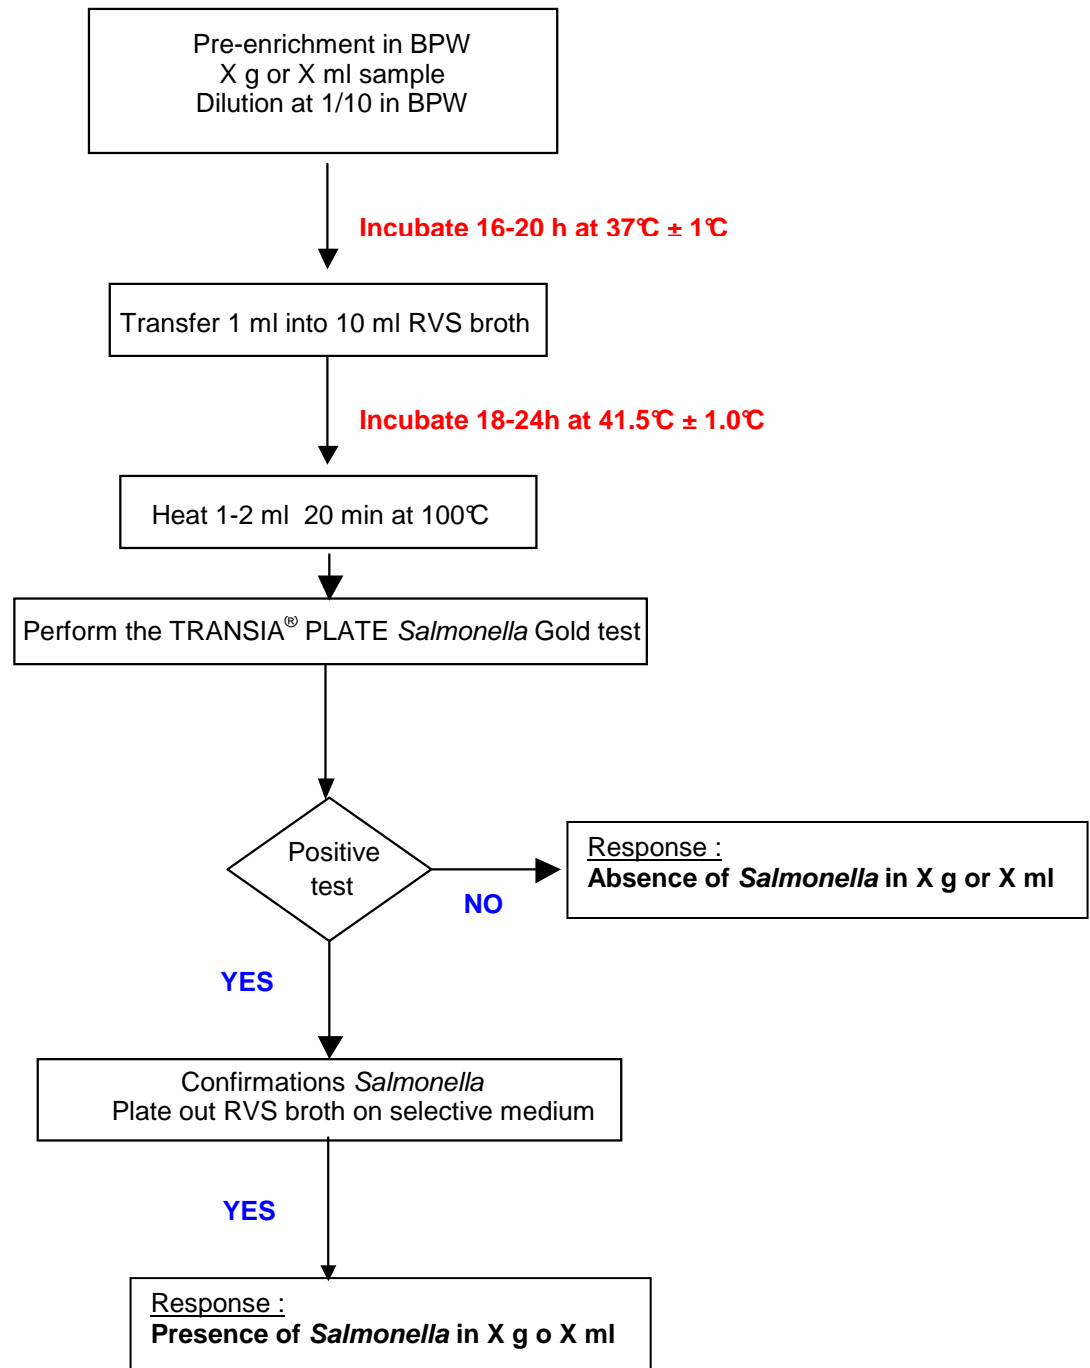 Pre-enrichment in BPW
X g or X ml sample
Dilution at 1/10 in BPW
Incubate 16-20 h at 37°C ± 1°C
Transfer 1 ml into 10 ml RVS broth
Incubate 18-24h at 41.5°C ± 1.0°C
Heat 1-2 ml 20 min at 100°C
Perform the TRANSIA® PLATE Salmonella Gold test
Positive
test
NO
Response :
Absence of Salmonella in X g or X ml
YES
Confirmations Salmonella
Plate out RVS broth on selective medium
YES
Response :
Presence of Salmonella in X g o X ml